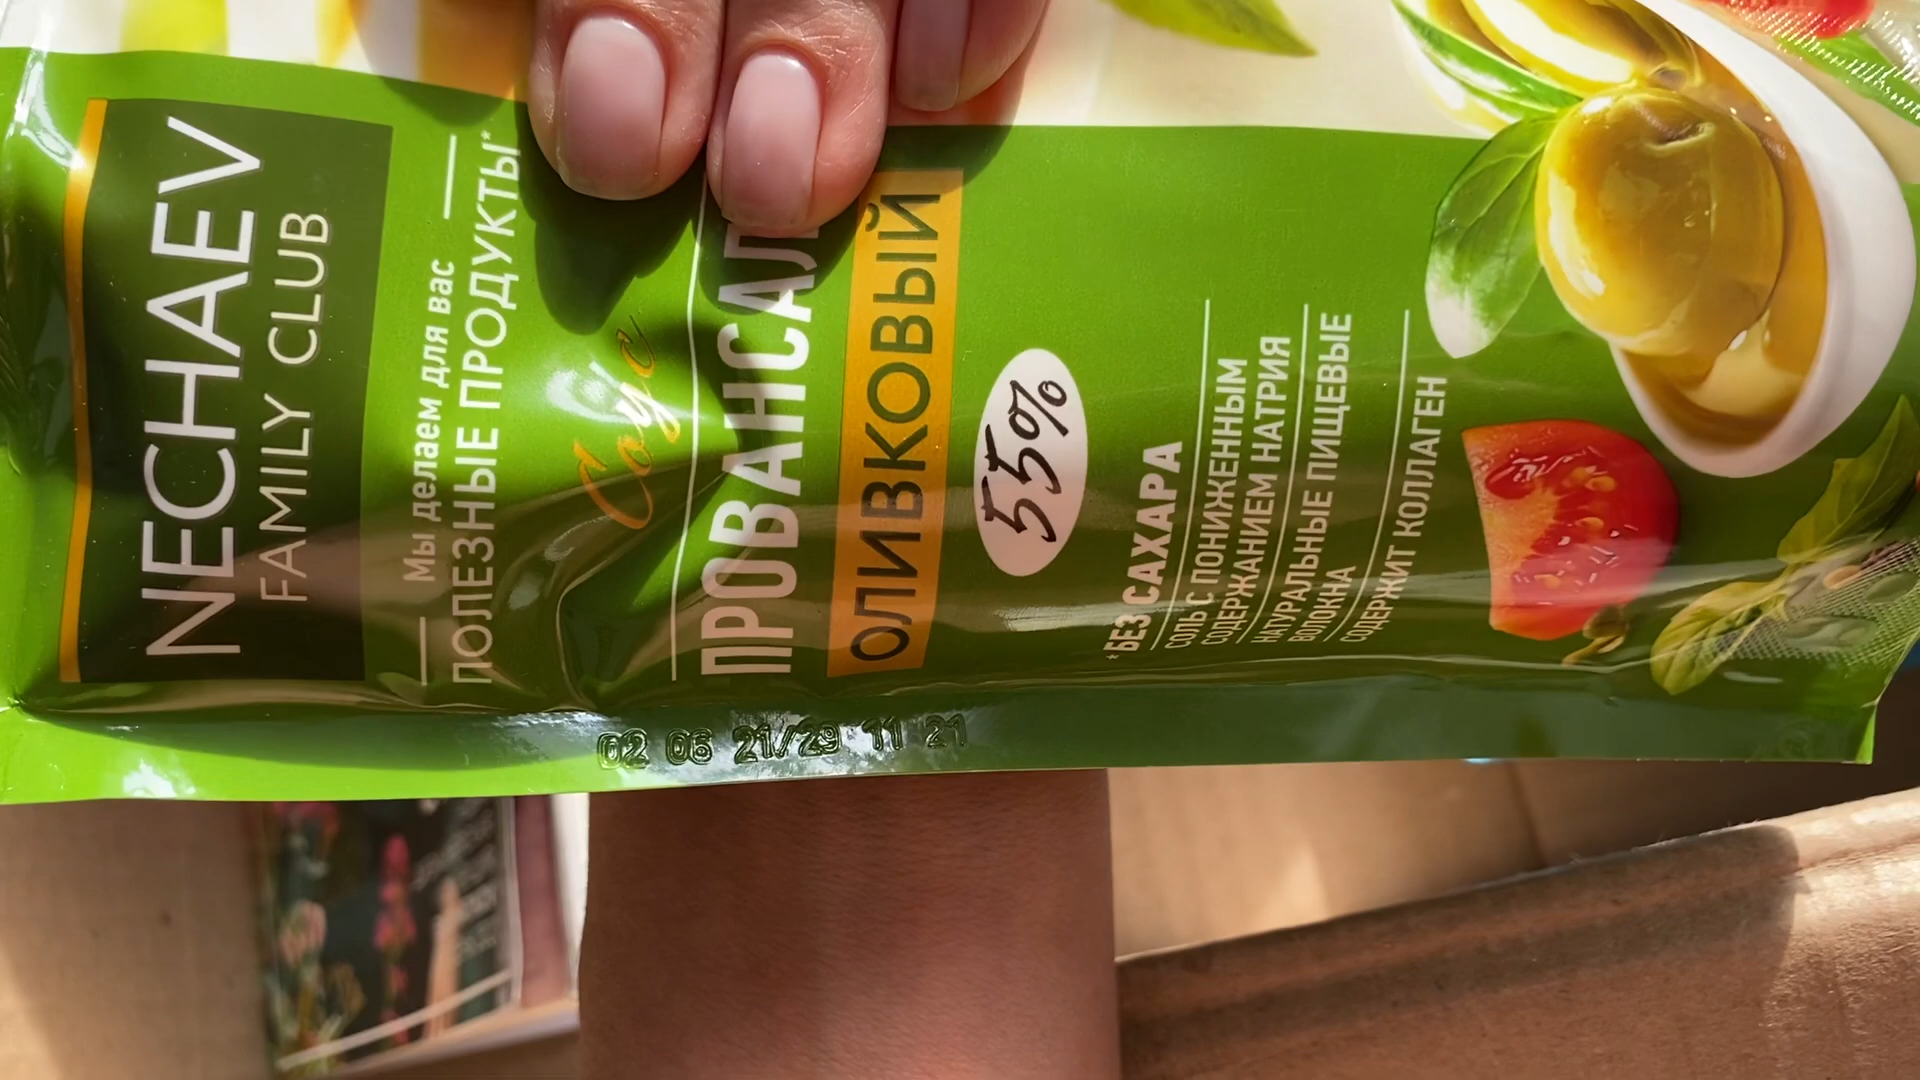 NECHAEV
FAMILY CLUB
Мы делаем для вас
ПОЛЕЗНЫЕ ПРОДУКТЫ*
Соус
ПРОВАНСАЛ
ОЛИВКОВЫЙ
55%
*БЕЗ САХАРА
СОЛЬ С ПОНИЖЕННЫМ
СОДЕРЖАНИЕМ НАТРИЯ
НАТУРАЛЬНЫЕ ПИЩЕВЫЕ
ВОЛОКНА
СОДЕРЖИТ КОЛЛАГЕН
02 06 21/29 11 21